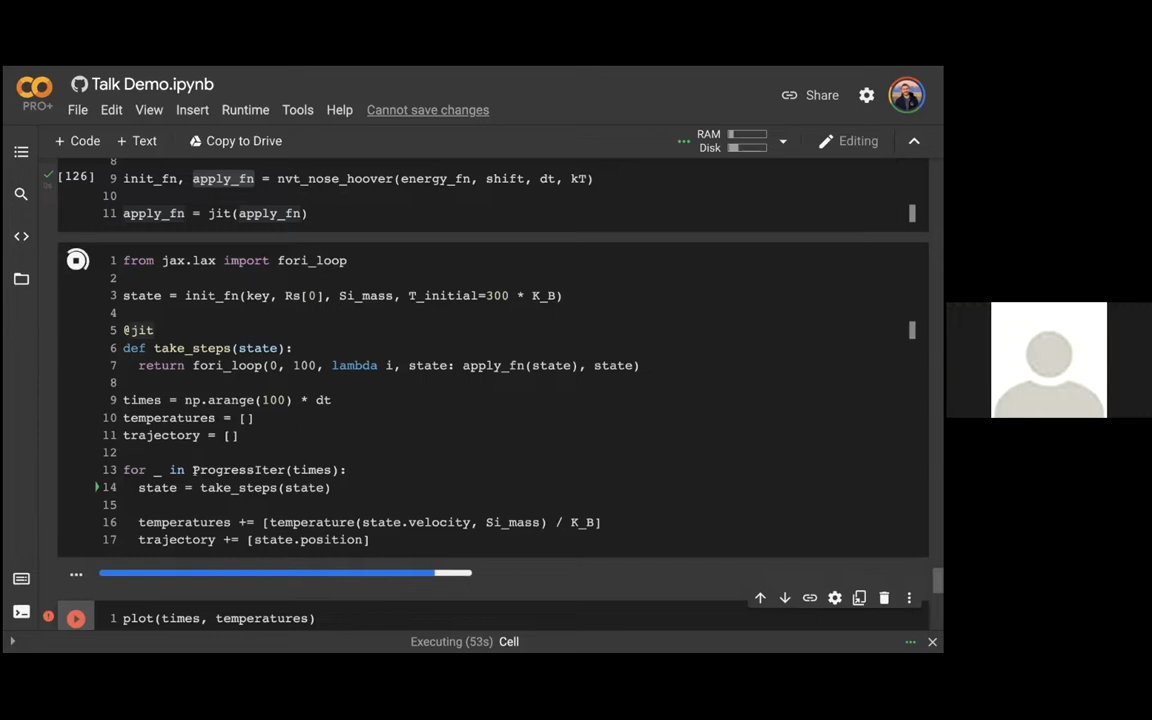 Talk Demo.ipynb
PRO+
File Edit View Insert Runtime Tools Help Cannot save changes
Share
+ Code + Text Copy to Drive
RAM
Disk
Editing
8
[126] 9 init_fn, apply_fn = nvt_nose_hoover(energy_fn, shift, dt, kT)
10
11 apply_fn = jit(apply_fn)
1 from jax.lax import fori_loop
2
3 state = init_fn(key, Rs[0], Si_mass, T_initial=300 * K_B)
4
5 @jit
6 def take_steps(state):
7 return fori_loop(0, 100, lambda i, state: apply_fn(state), state)
8
9 times = np.arange(100) * dt
10 temperatures = []
11 trajectory = []
12
13 for _ in ProgressIter(times):
14 state = take_steps(state)
15
16 temperatures += [temperature(state.velocity, Si_mass) / K_B]
17 trajectory += [state.position]
1 plot(times, temperatures)
Executing (53s) Cell